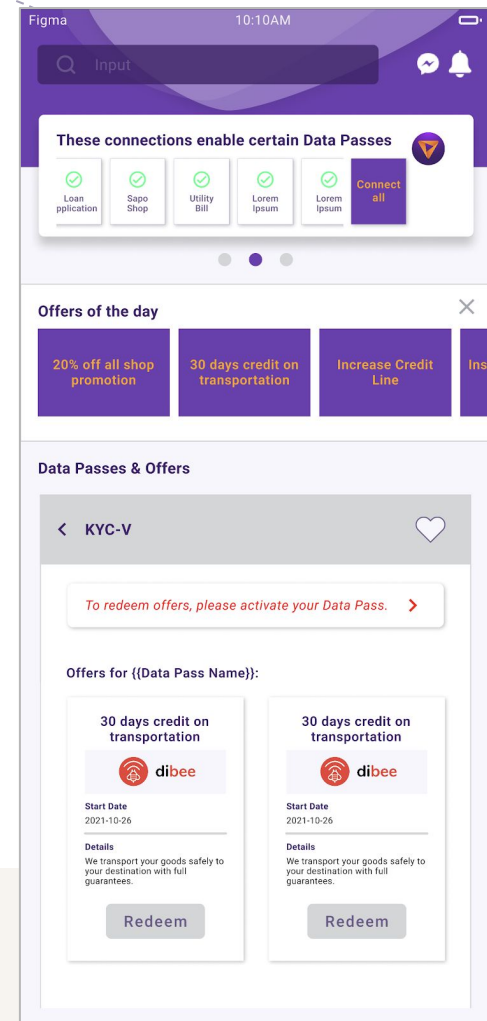 Figma
10:10AM
Input
These connections enable certain Data Passes
Loan
pplication
Sapo
Shop
Utility
Bill
Lorem
Ipsum
Lorem
Ipsum
Connect
all
Offers of the day
20% off all shop
promotion
30 days credit on
transportation
Increase Credit
Line
Ins
Data Passes & Offers
KYC-V
To redeem offers, please activate your Data Pass.
Offers for {{Data Pass Name}}:
30 days credit on
transportation
dibee
Start Date
2021-10-26
Details
We transport your goods safely to
your destination with full
guarantees.
Redeem
30 days credit on
transportation
dibee
Start Date
2021-10-26
Details
We transport your goods safely to
your destination with full
guarantees.
Redeem